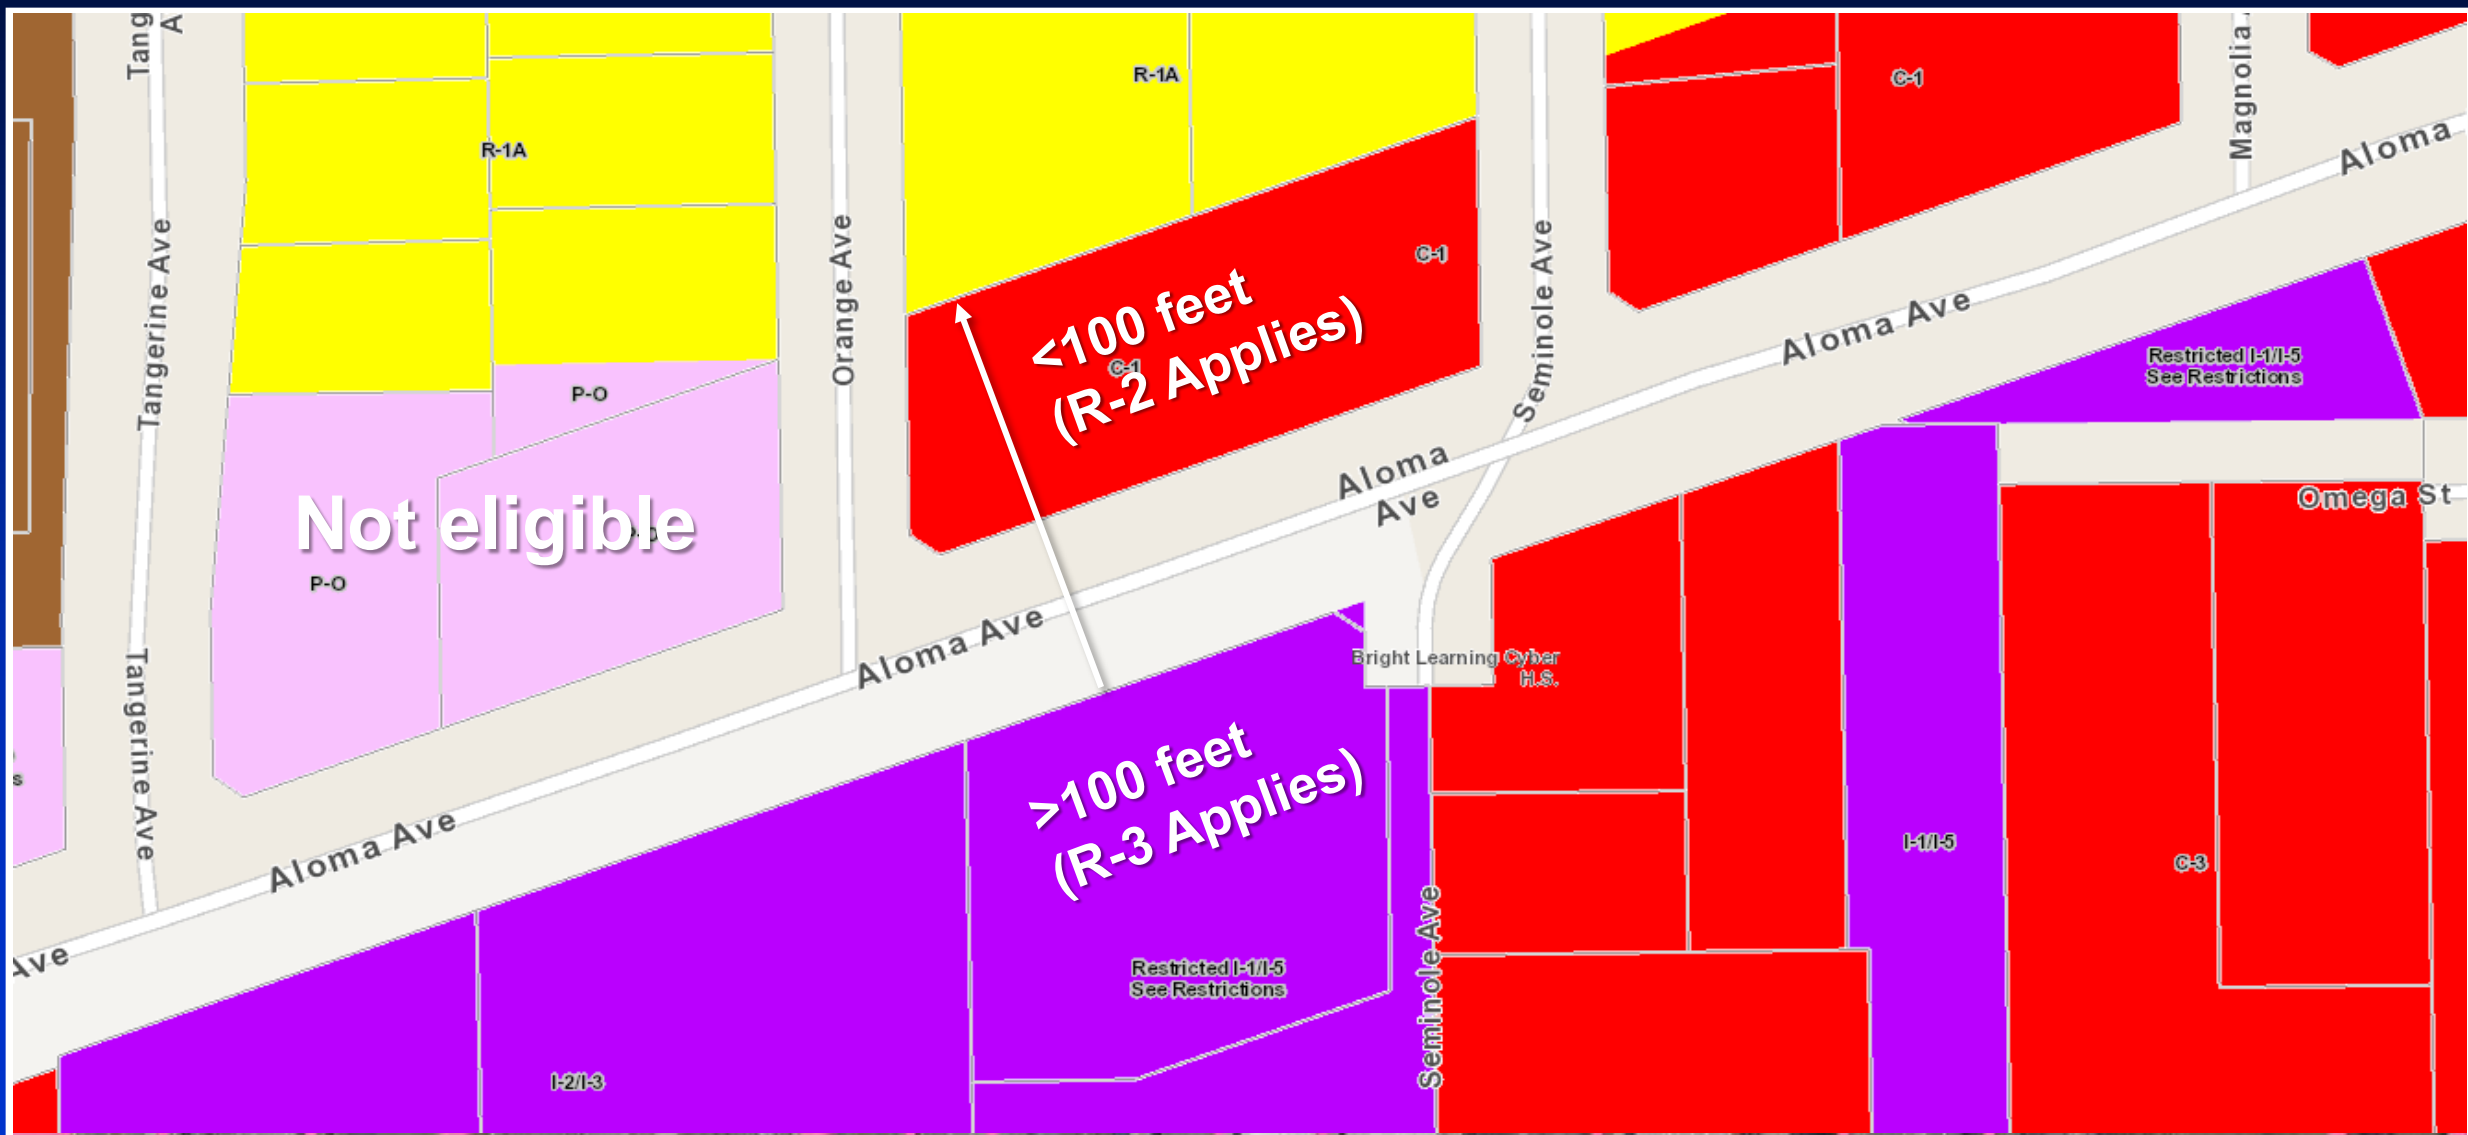 Tang
A
R-1A
C-1
Magnolia
Aloma
R-1A
Tangerine Ave
Orange Ave
Seminole Ave
C-1
<100 feet
(R-2 Applies)
C-1
Aloma Ave
Restricted I-1/I-5
See Restrictions
P-O
Aloma
Ave
Omega St
Not eligible
P-O
P-O
Aloma Ave
Bright Learning Cyber
H.S.
Tangerine Ave
s
>100 feet
(R-3 Applies)
Aloma Ave
I-1/I-5
C-3
Ave
Restricted I-1/I-5
See Restrictions
Seminole Ave
I-2/I-3